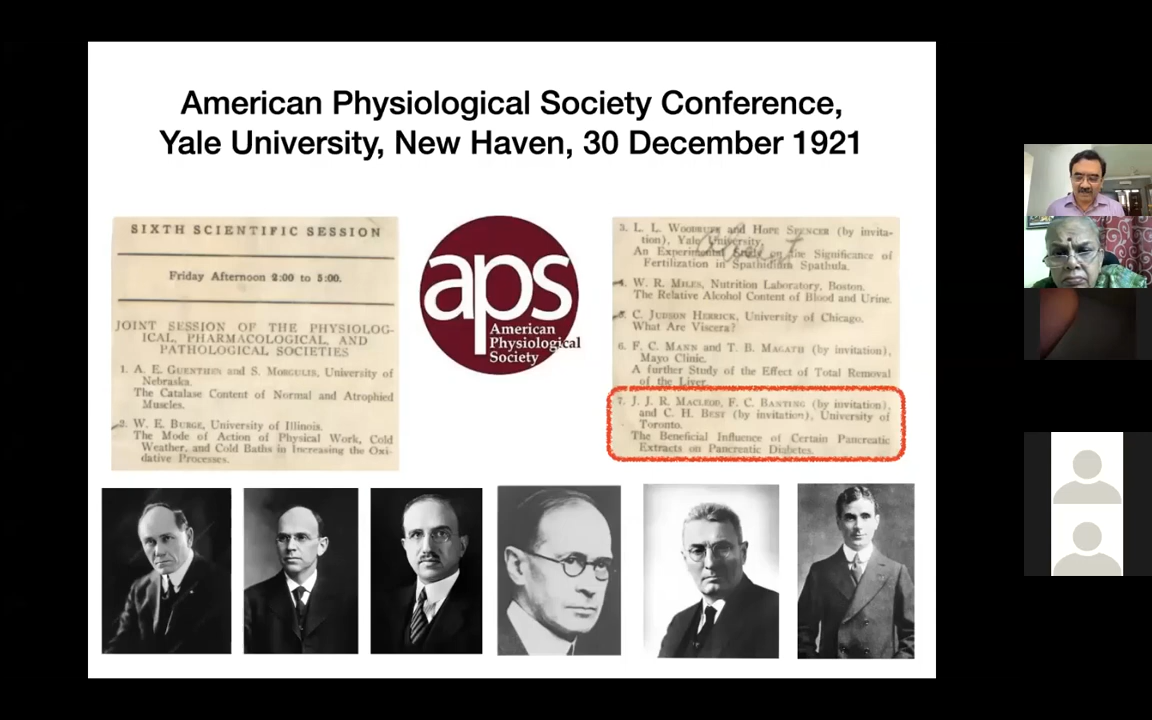 American Physiological Society Conference,
Yale University, New Haven, 30 December 1921
SIXTH SCIENTIFIC SESSION
Friday Afternoon 2:00 to 5:00.
JOINT SESSION OF THE PHYSIOLOG-
ICAL, PHARMACOLOGICAL, AND
PATHOLOGICAL SOCIETIES
1. A. E. GUENTHER and S. MORGULIS, University of
Nebraska.
The Catalase Content of Normal and Atrophied
Muscles.
2. W. E. BURGE, University of Illinois.
The Mode of Action of Physical Work, Cold
Weather, and Cold Baths in Increasing the Oxi-
dative Processes.
aps
American
Physiological
Society
3. L. L. WOODRUFF and HOPE SPENCER (by invita-
tion), Yale University.
An Experimental Study on the Significance of
Fertilization in Spathidium Spathula.
4. W. R. MILES, Nutrition Laboratory, Boston.
The Relative Alcohol Content of Blood and Urine.
5. C. JUDSON HERRICK, University of Chicago.
What Are Viscera?
6. F. C. MANN and T. B. MAGATH (by invitation),
Mayo Clinic.
A further Study of the Effect of Total Removal
of the Liver.
7. J. J. R. MACLEOD, F. C. BANTING (by invitation),
and C. H. BEST (by invitation), University of
Toronto.
The Beneficial Influence of Certain Pancreatic
Extracts on Pancreatic Diabetes.